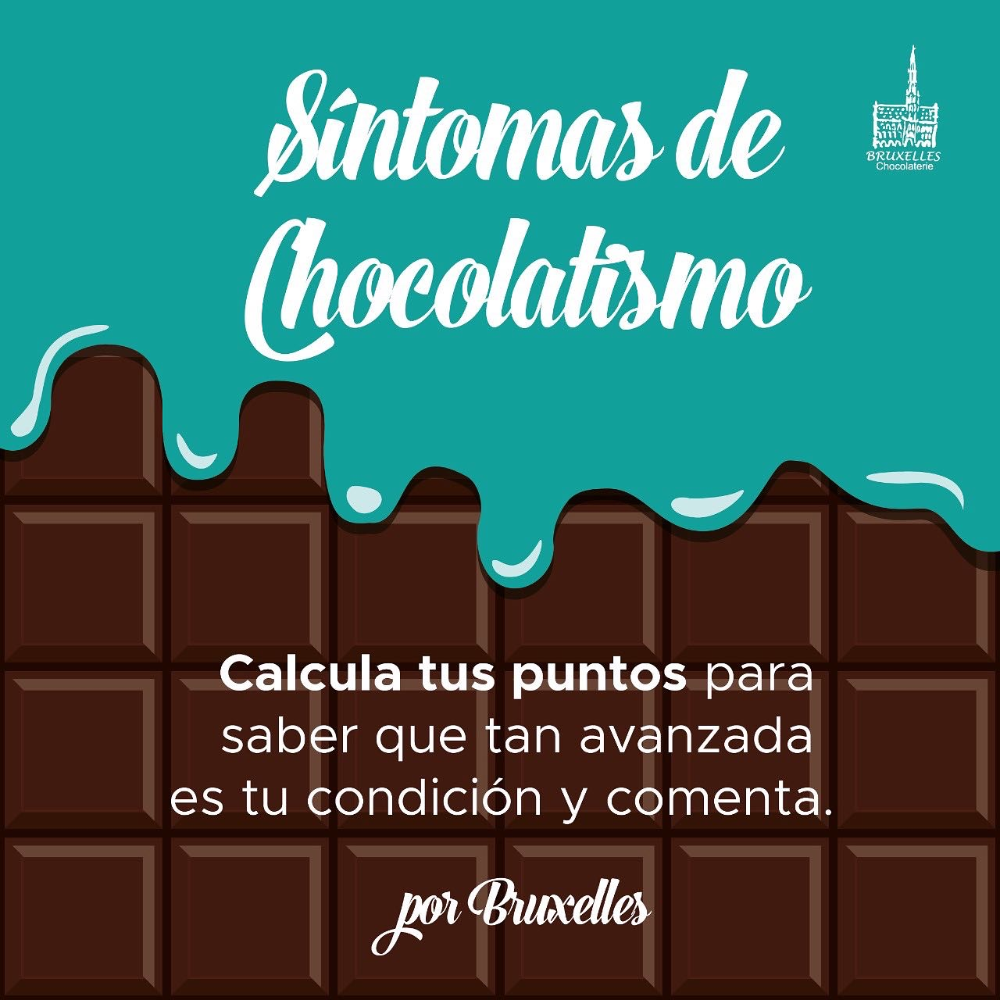 Síntomas de
Chocolatismo
BRUXELLES
Chocolaterie
Calcula tus puntos para
saber que tan avanzada
es tu condición y comenta.
por Bruxelles